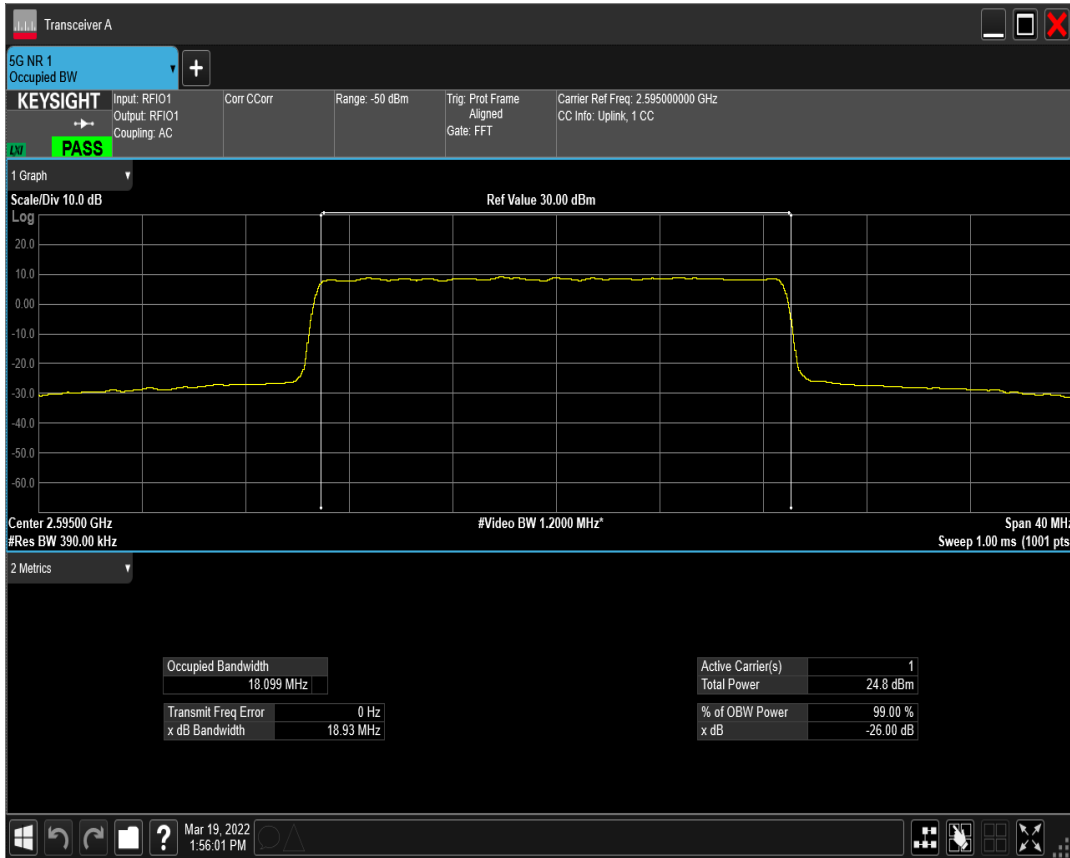 Transceiver A
5G NR 1
Occupied BW
+
KEYSIGHT
Input: RFIO1
Output: RFIO1
Coupling: AC
Corr CCorr
Range: -50 dBm
Trig: Prot Frame
Aligned
Gate: FFT
Carrier Ref Freq: 2.595000000 GHz
CC Info: Uplink, 1 CC
LXI
PASS
1 Graph
Scale/Div 10.0 dB
Ref Value 30.00 dBm
Log
20.0
10.0
0.00
-10.0
-20.0
-30.0
-40.0
-50.0
-60.0
Center 2.59500 GHz
#Video BW 1.2000 MHz*
Span 40 MHz
#Res BW 390.00 kHz
Sweep 1.00 ms (1001 pts
2 Metrics
Occupied Bandwidth
18.099 MHz
Transmit Freq Error 0 Hz
x dB Bandwidth 18.93 MHz
Active Carrier(s) 1
Total Power 24.8 dBm
% of OBW Power 99.00 %
x dB -26.00 dB
?
Mar 19, 2022
1:56:01 PM